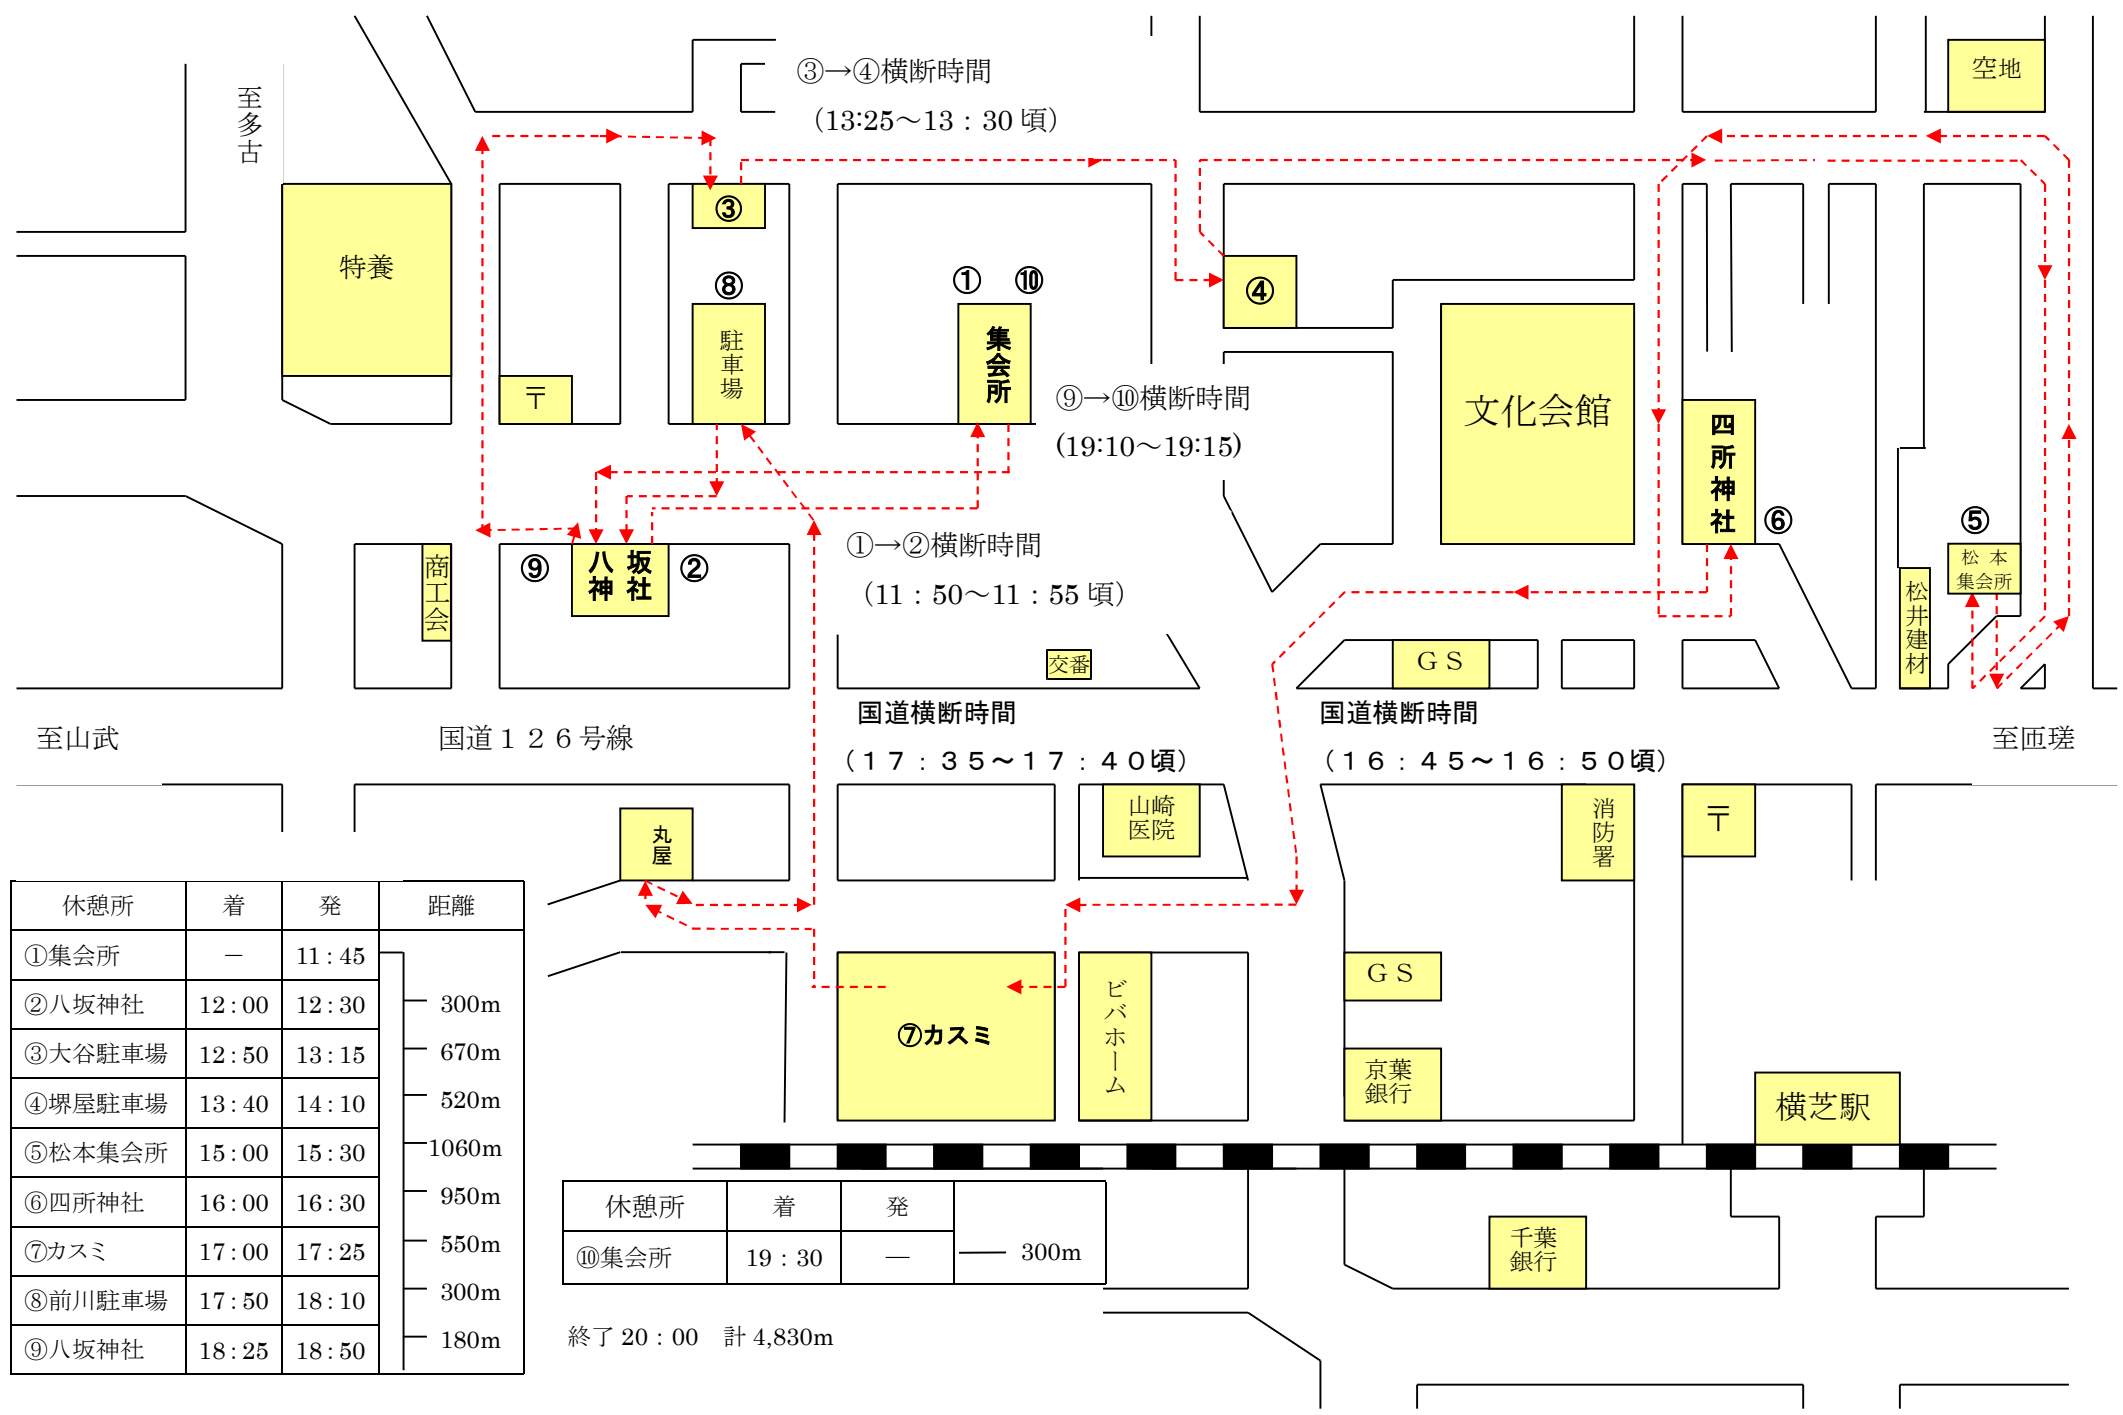 ③→④横断時間
（13:25～13：30頃）
至多古
空地
特養
③
⑧
① ⑩
④
駐車場
集会所
〒
⑨→⑩横断時間
(19:10～19:15)
文化会館
四所神社
⑥
⑤
松本
集会所
松井建材
商工会
⑨
八坂
神社
②
①→②横断時間
（11：50～11：55頃）
交番
ＧＳ
至山武
国道１２６号線
国道横断時間
（１７：３５～１７：４０頃）
国道横断時間
（１６：４５～１６：５０頃）
至匝瑳
丸屋
山崎
医院
消防署
〒
⑦カスミ
ビバホーム
ＧＳ
京葉
銀行
横芝駅
千葉
銀行
休憩所 着 発 距離
①集会所 － 11:45
②八坂神社 12:00 12:30 300m
③大谷駐車場 12:50 13:15 670m
④堺屋駐車場 13:40 14:10 520m
⑤松本集会所 15:00 15:30 1060m
⑥四所神社 16:00 16:30 950m
⑦カスミ 17:00 17:25 550m
⑧前川駐車場 17:50 18:10 300m
⑨八坂神社 18:25 18:50 180m
休憩所 着 発
⑩集会所 19：30 ― 300m
終了20：00 計4,830m